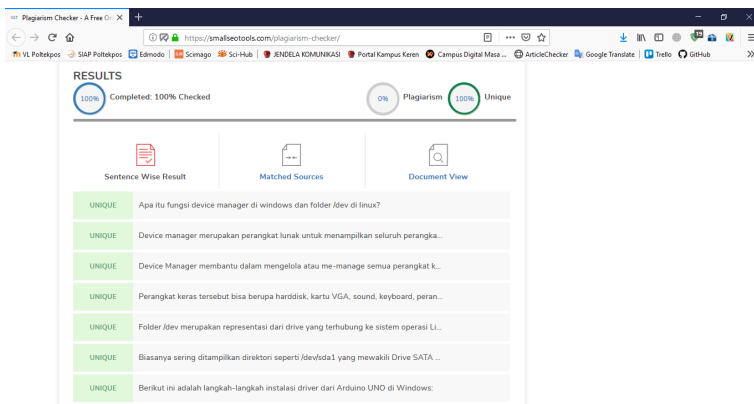 Plagiarism Checker - A Free On
https://smallseotools.com/plagiarism-checker/
VL Poltekpos SIAP Poltekpos Edmodo Scimago Sci-Hub JENDELA KOMUNIKASI Portal Kampus Keren Campus Digital Masa ... ArticleChecker Google Translate Trello GitHub
RESULTS
100% Completed: 100% Checked 0% Plagiarism 100% Unique
Sentence Wise Result Matched Sources Document View
UNIQUE Apa itu fungsi device manager di windows dan folder /dev di linux?
UNIQUE Device manager merupakan perangkat lunak untuk menampilkan seluruh perangka...
UNIQUE Device Manager membantu dalam mengelola atau me-manage semua perangkat k...
UNIQUE Perangkat keras tersebut bisa berupa harddisk, kartu VGA, sound, keyboard, peran...
UNIQUE Folder /dev merupakan representasi dari drive yang terhubung ke sistem operasi Li...
UNIQUE Biasanya sering ditampilkan direktori seperti /dev/sda1 yang mewakili Drive SATA ...
UNIQUE Berikut ini adalah langkah-langkah instalasi driver dari Arduino UNO di Windows: